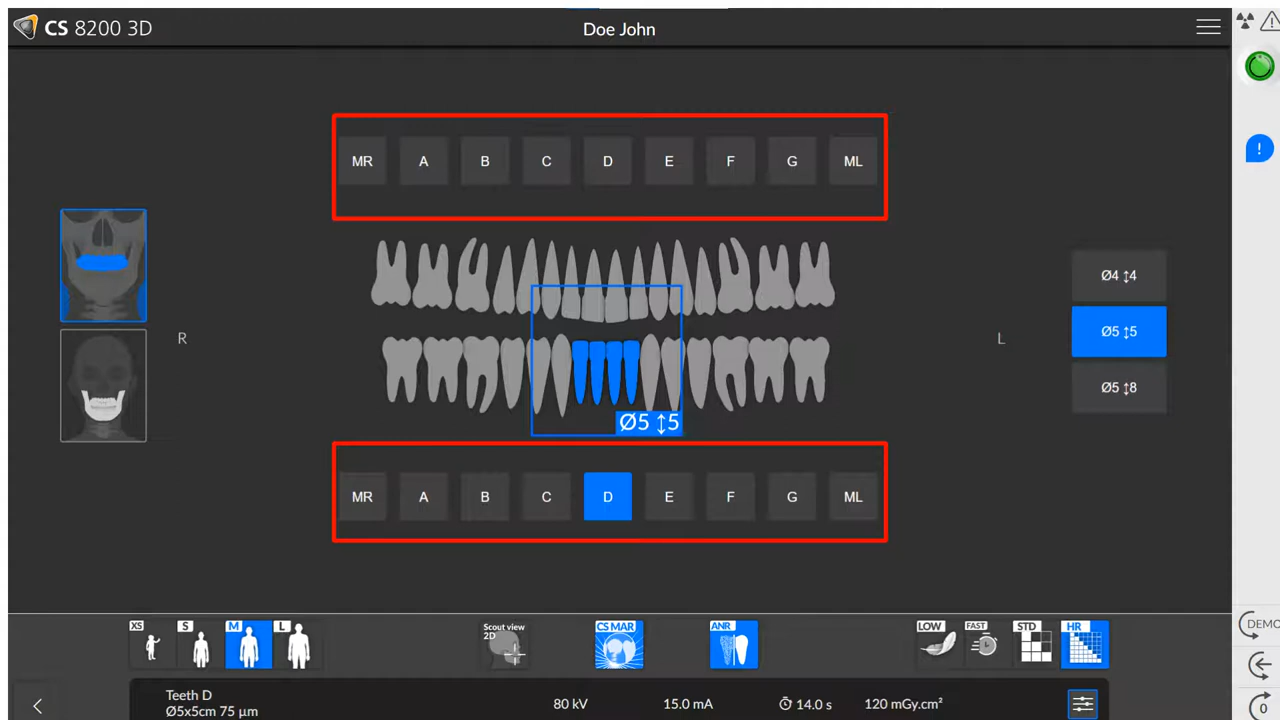 CS 8200 3D
Doe John
MR A B C D E F G ML
Ø4 ↕4
R
L
Ø5 ↕5
Ø5 ↕8
Ø5 ↕5
MR A B C D E F G ML
XS S M L
Scout view
2D
CS MAR
ANR
LOW FAST STD HR
DEMO
Teeth D
Ø5x5cm 75 µm
80 kV 15.0 mA 14.0 s 120 mGy.cm²
0